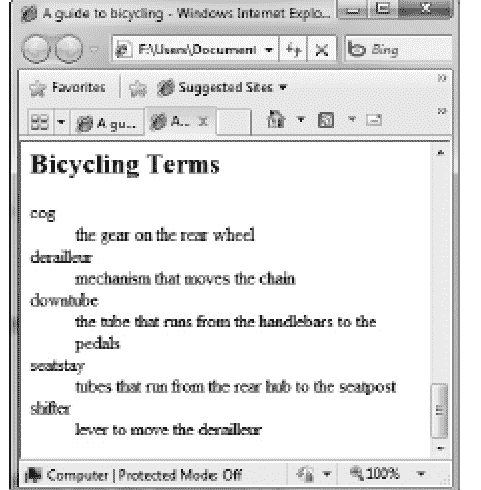 A guide to bicycling - Windows Internet Explo...
F:\Users\Document
Bing
Favorites
Suggested Sites
A gu...
A...
Bicycling Terms
cog
the gear on the rear wheel
derailleur
mechanism that moves the chain
downtube
the tube that runs from the handlebars to the
pedals
seatstay
tubes that run from the rear hub to the seatpost
shifter
lever to move the derailleur
Computer | Protected Mode: Off
100%